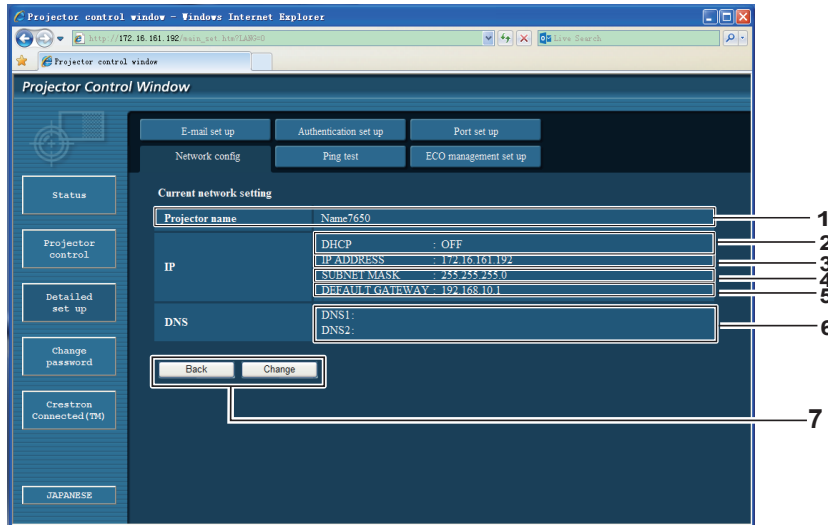 Projector control window - Windows Internet Explorer
http://172.16.161.192/main_set.htm?LANG=0
Live Search
Projector control window
Projector Control Window
E-mail set up
Authentication set up
Port set up
Network config
Ping test
ECO management set up
Status
Projector control
Detailed set up
Change password
Crestron Connected(TM)
JAPANESE
Current network setting
Projector name Name7650 1
IP
DHCP : OFF 2
IP ADDRESS : 172.16.161.192 3
SUBNET MASK : 255.255.255.0 4
DEFAULT GATEWAY : 192.168.10.1 5
DNS
DNS1:
DNS2:
6
Back Change
7